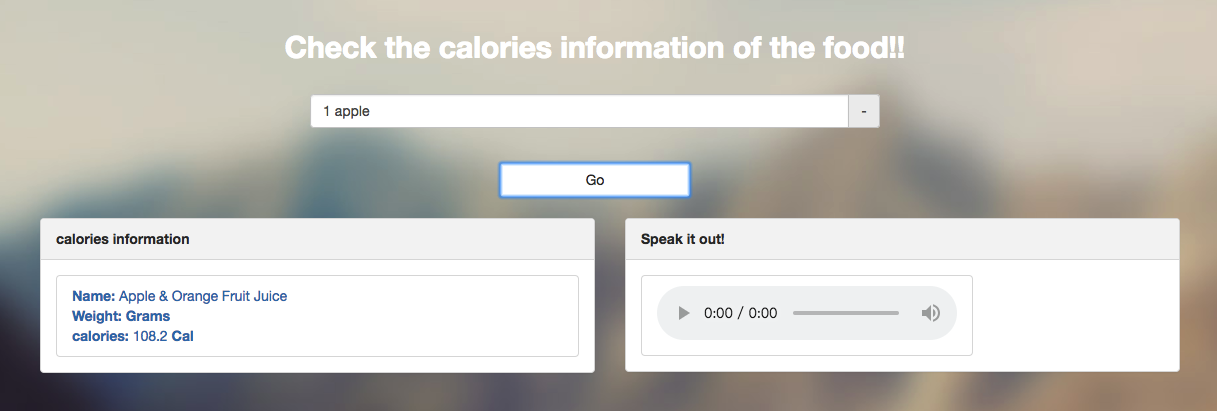 Check the calories information of the food!!
1 apple
-
Go
calories information
Name: Apple & Orange Fruit Juice
Weight: Grams
calories: 108.2 Cal
Speak it out!
0:00 / 0:00